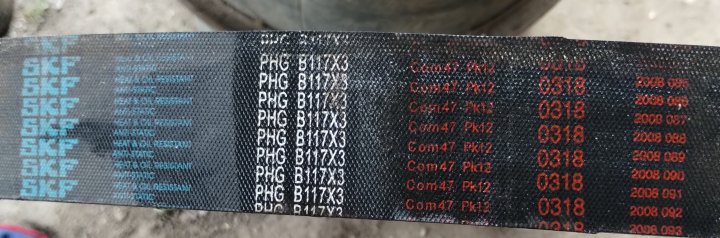 SKF HEAT & OIL RESISTANT ANTI-STATIC PHG B117X3 Com47 Pk12 0318 2008 085
SKF HEAT & OIL RESISTANT ANTI-STATIC PHG B117X3 Com47 Pk12 0318 2008 086
SKF HEAT & OIL RESISTANT ANTI-STATIC PHG B117X3 Com47 Pk12 0318 2008 087
SKF HEAT & OIL RESISTANT ANTI-STATIC PHG B117X3 Com47 Pk12 0318 2008 088
SKF HEAT & OIL RESISTANT ANTI-STATIC PHG B117X3 Com47 Pk12 0318 2008 089
SKF HEAT & OIL RESISTANT ANTI-STATIC PHG B117X3 Com47 Pk12 0318 2008 090
SKF HEAT & OIL RESISTANT ANTI-STATIC PHG B117X3 Com47 Pk12 0318 2008 091
PHG B117X3 Com47 Pk12 0318 2008 092
2008 093